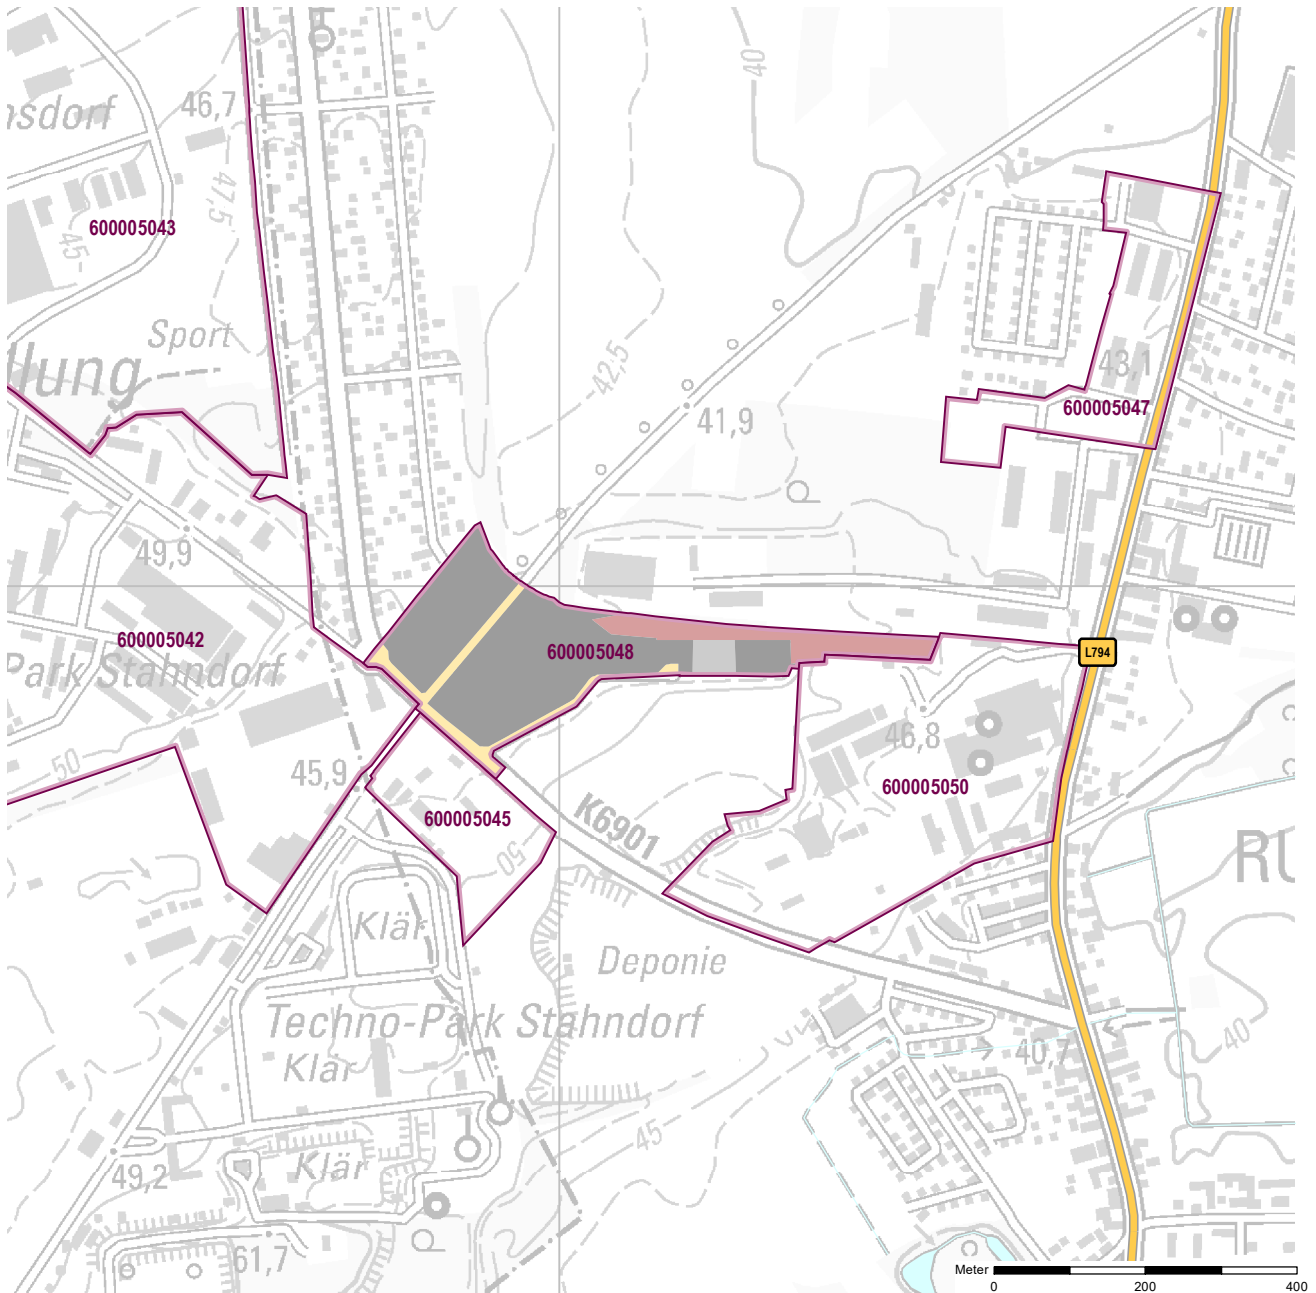 nsdorf
46,7
40
47,5
600005043
45
Sport
llung
42,5
43,1
41,9
600005047
49,9
600005042
600005048
L794
Park Stahndorf
50
45,9
46,8
600005050
600005045
K6901
50
RU
Klär
Deponie
Techno-Park Stahndorf
Klär
40,7
40
45
Klär
49,2
61,7
Meter
0
200
400